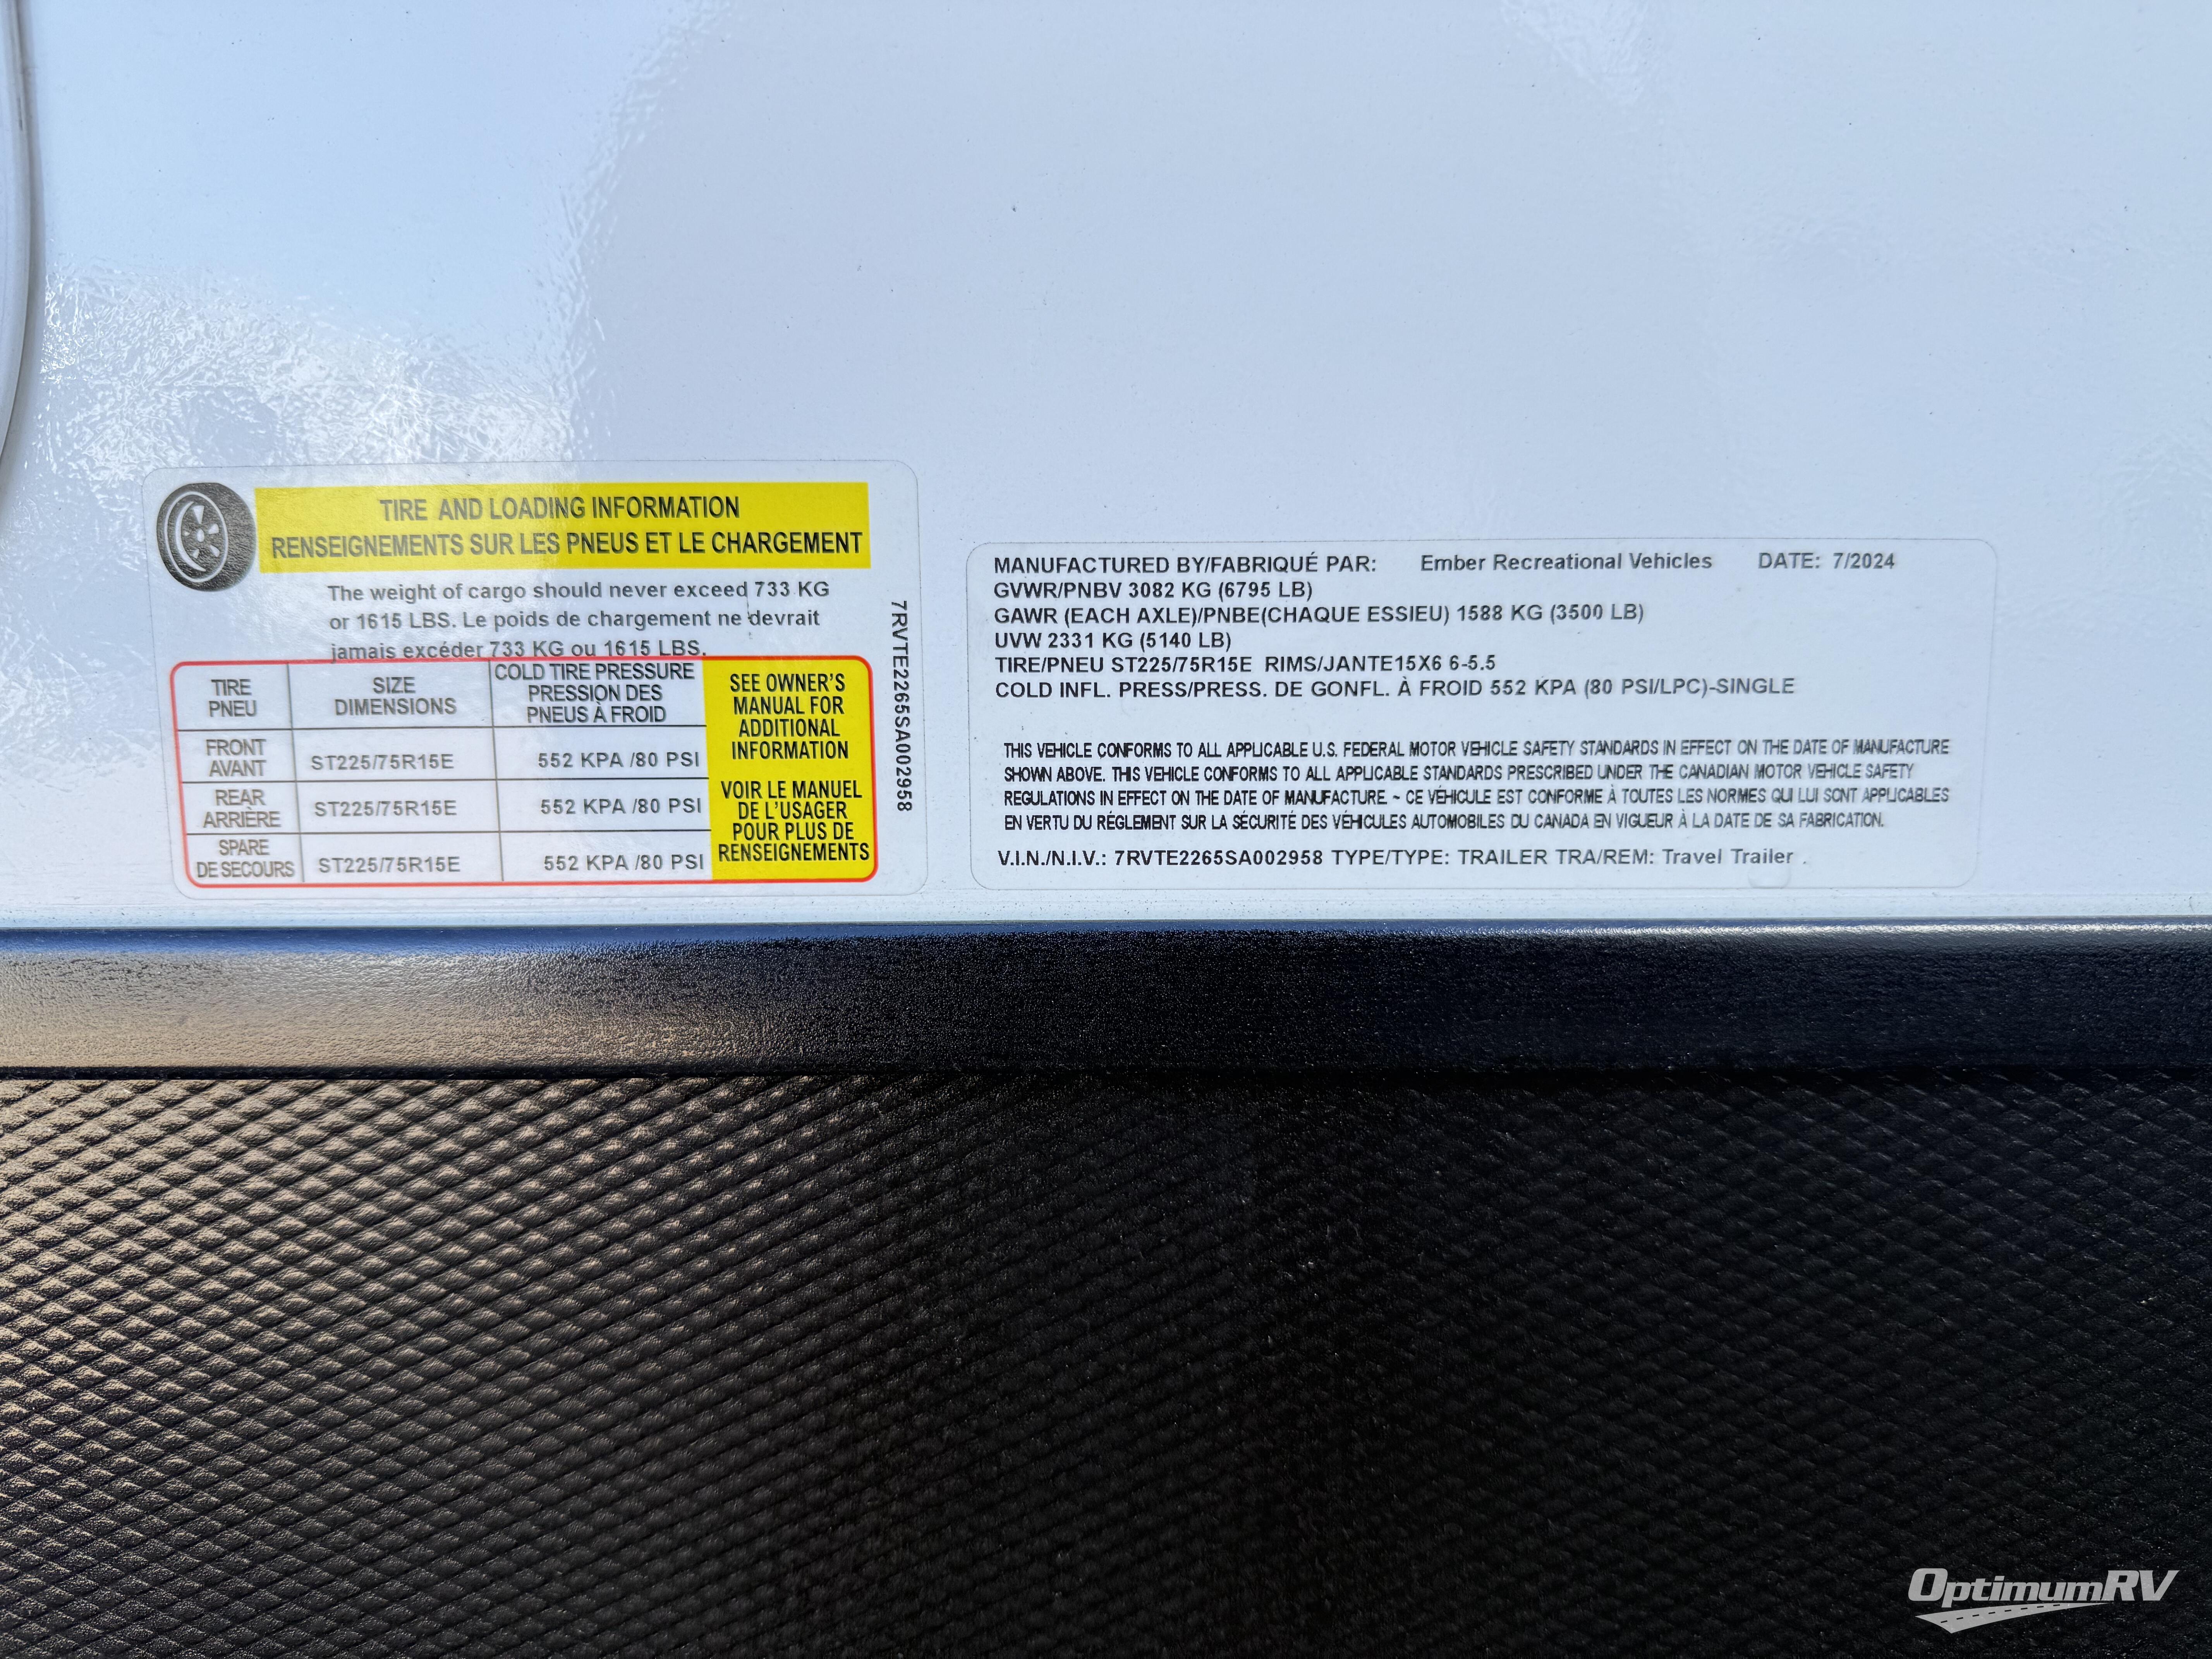 TIRE AND LOADING INFORMATION
RENSEIGNEMENTS SUR LES PNEUS ET LE CHARGEMENT
The weight of cargo should never exceed 733 KG
or 1615 LBS. Le poids de chargement ne devrait
jamais excéder 733 KG ou 1615 LBS.
TIRE
PNEU
SIZE
DIMENSIONS
COLD TIRE PRESSURE
PRESSION DES
PNEUS À FROID
FRONT
AVANT
ST225/75R15E
552 KPA /80 PSI
REAR
ARRIÈRE
ST225/75R15E
552 KPA /80 PSI
SPARE
DE SECOURS
ST225/75R15E
552 KPA /80 PSI
SEE OWNER'S
MANUAL FOR
ADDITIONAL
INFORMATION
VOIR LE MANUEL
DE L'USAGER
POUR PLUS DE
RENSEIGNEMENTS
7RVTE2265SA002958
MANUFACTURED BY/FABRIQUÉ PAR: Ember Recreational Vehicles DATE: 7/2024
GVWR/PNBV 3082 KG (6795 LB)
GAWR (EACH AXLE)/PNBE(CHAQUE ESSIEU) 1588 KG (3500 LB)
UVW 2331 KG (5140 LB)
TIRE/PNEU ST225/75R15E RIMS/JANTE15X6 6-5.5
COLD INFL. PRESS/PRESS. DE GONFL. À FROID 552 KPA (80 PSI/LPC)-SINGLE
THIS VEHICLE CONFORMS TO ALL APPLICABLE U.S. FEDERAL MOTOR VEHICLE SAFETY STANDARDS IN EFFECT ON THE DATE OF MANUFACTURE
SHOWN ABOVE. THIS VEHICLE CONFORMS TO ALL APPLICABLE STANDARDS PRESCRIBED UNDER THE CANADIAN MOTOR VEHICLE SAFETY
REGULATIONS IN EFFECT ON THE DATE OF MANUFACTURE. ~ CE VÉHICULE EST CONFORME À TOUTES LES NORMES QUI LUI SONT APPLICABLES
EN VERTU DU RÉGLEMENT SUR LA SÉCURITÉ DES VÉHICULES AUTOMOBILES DU CANADA EN VIGUEUR À LA DATE DE SA FABRICATION.
V.I.N./N.I.V.: 7RVTE2265SA002958 TYPE/TYPE: TRAILER TRA/REM: Travel Trailer .
OptimumRV